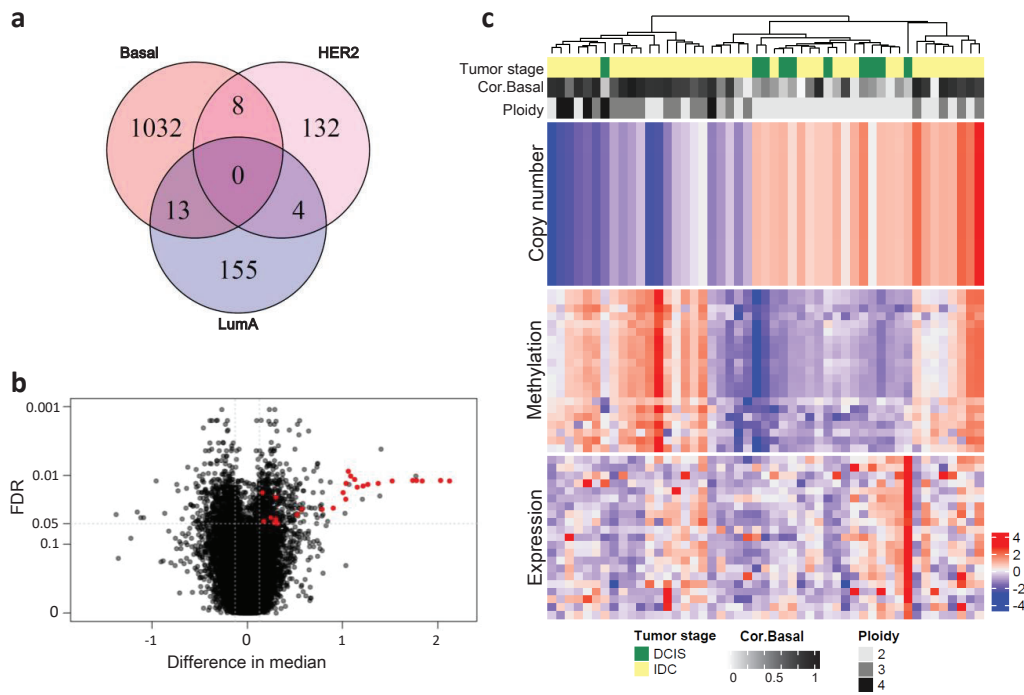 a
Basal
HER2
1032
8
132
0
13
4
155
LumA
b
0.001
0.01
0.05
0.1
0
FDR
-1
0
1
2
Difference in median
c
Tumor stage
Cor.Basal
Ploidy
Copy number
Methylation
Expression
4
2
0
-2
-4
Tumor stage
DCIS
IDC
Cor.Basal
0 0.5 1
Ploidy
2
3
4